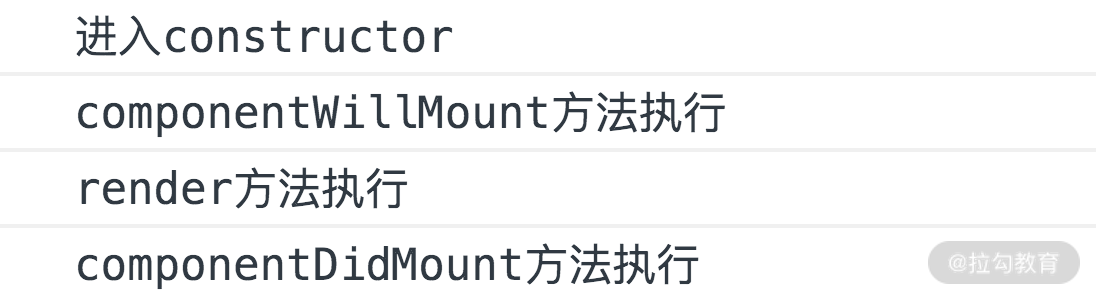 进入constructor
componentWillMount方法执行
render方法执行
componentDidMount方法执行
@拉勾教育